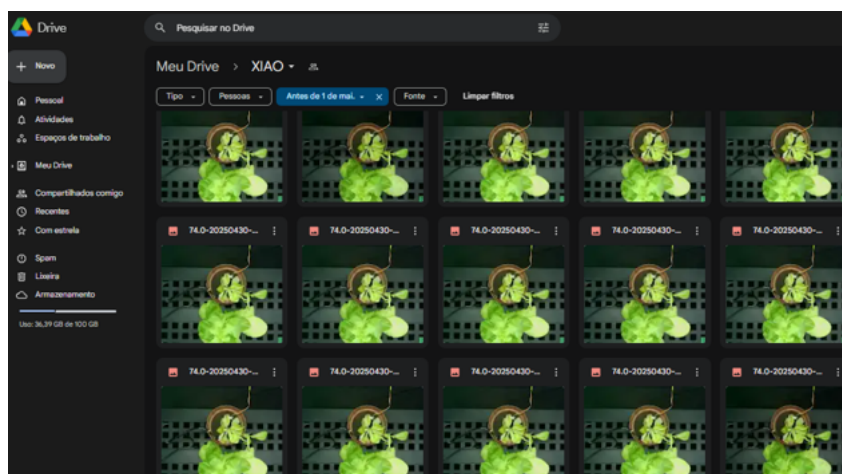 Drive
Pesquisar no Drive
Novo
Meu Drive > XIAO
Tipo
Pessoas
Antes de 1 de mai.
Fonte
Limpar filtros
Pessoal
Atividades
Espaços de trabalho
Meu Drive
Compartilhados comigo
Recentes
Com estrela
Spam
Lixeira
Armazenamento
Uso: 36,39 GB de 100 GB
74.0-20250430-...
74.0-20250430-...
74.0-20250430-...
74.0-20250430-...
74.0-20250430-...
74.0-20250430-...
74.0-20250430-...
74.0-20250430-...
74.0-20250430-...
74.0-20250430-...